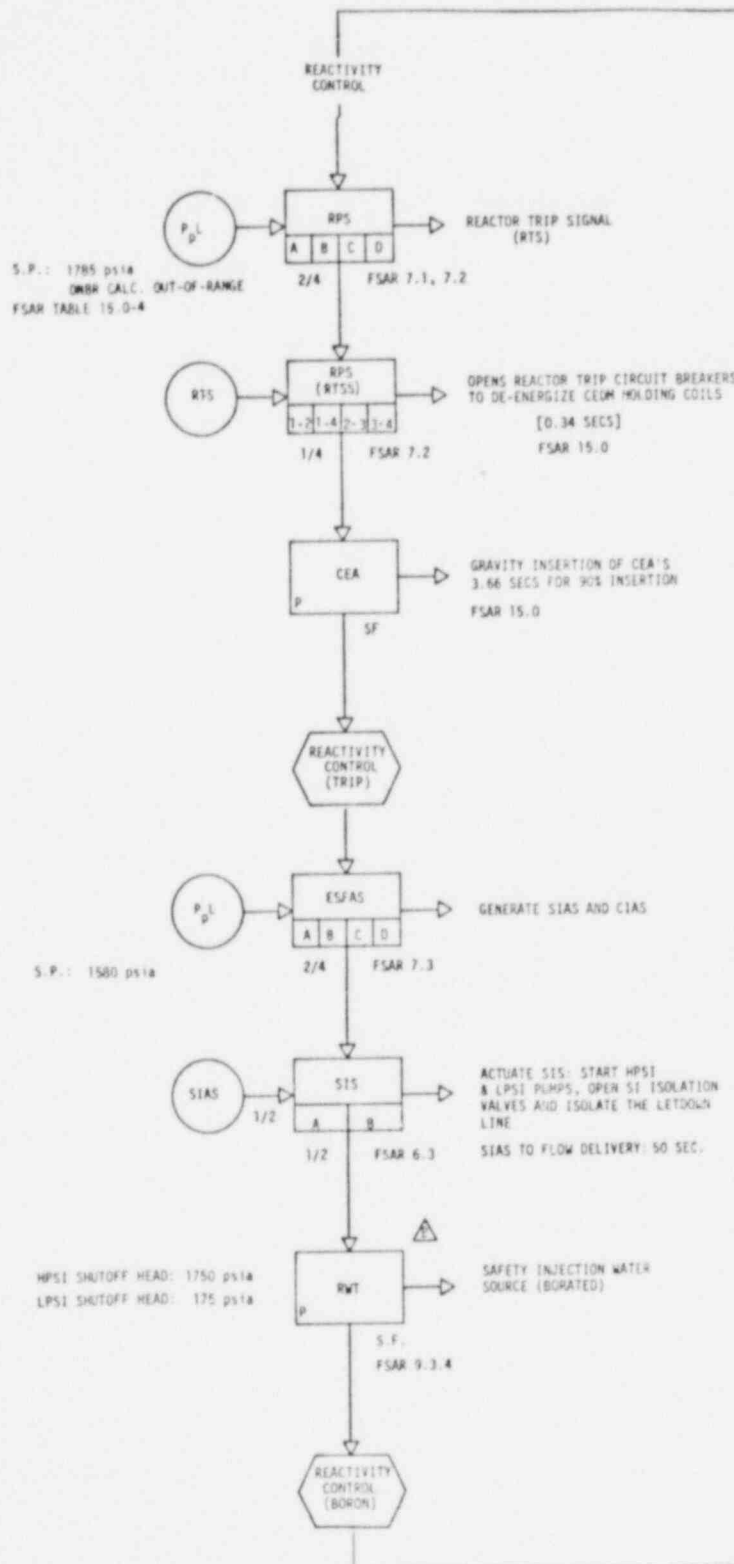 REACTIVITY
CONTROL
PpL
RPS
A B C D
REACTOR TRIP SIGNAL
(RTS)
S.P.: 1785 psia
DNBR CALC. OUT-OF-RANGE
FSAR TABLE 15.0-4
2/4 FSAR 7.1, 7.2
RTS
RPS
(RTSS)
1-2 1-4 2-3 3-4
OPENS REACTOR TRIP CIRCUIT BREAKERS
TO DE-ENERGIZE CEDM HOLDING COILS
[0.34 SECS]
FSAR 15.0
1/4 FSAR 7.2
CEA
P
GRAVITY INSERTION OF CEA'S
3.66 SECS FOR 90% INSERTION
FSAR 15.0
SF
REACTIVITY
CONTROL
(TRIP)
PpL
ESFAS
A B C D
GENERATE SIAS AND CIAS
S.P.: 1580 psia
2/4 FSAR 7.3
SIAS
1/2
SIS
A B
ACTUATE SIS: START HPSI
& LPSI PUMPS, OPEN SI ISOLATION
VALVES AND ISOLATE THE LETDOWN
LINE
SIAS TO FLOW DELIVERY: 50 SEC.
1/2 FSAR 6.3
HPSI SHUTOFF HEAD: 1750 psia
LPSI SHUTOFF HEAD: 175 psia
RWT
P
SAFETY INJECTION WATER
SOURCE (BORATED)
S.F.
FSAR 9.3.4
REACTIVITY
CONTROL
(BORON)